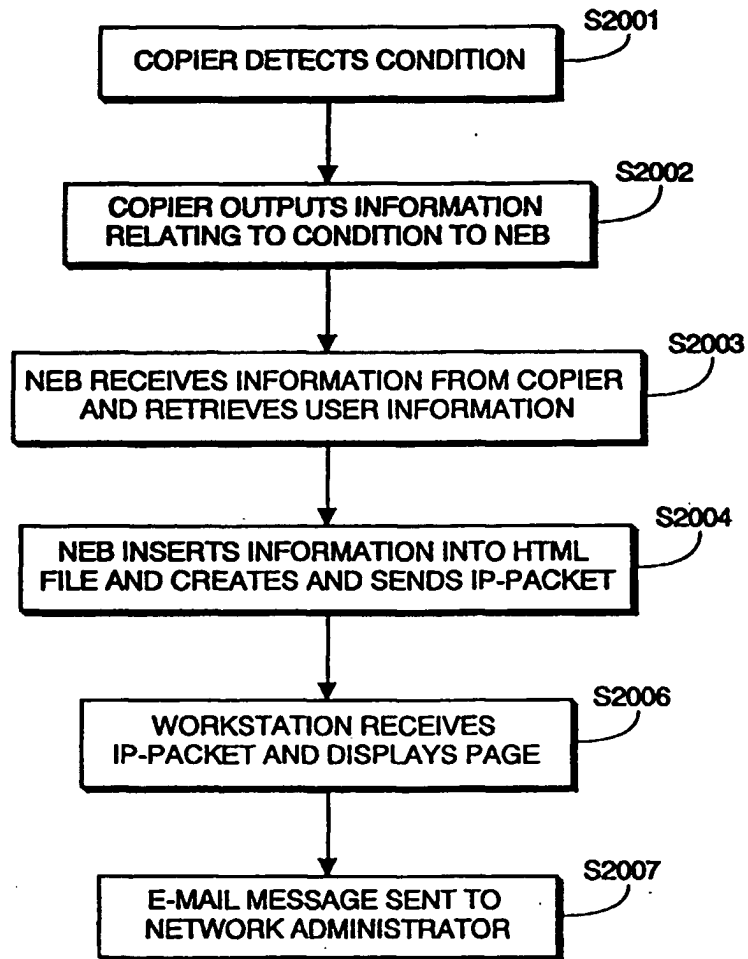 S2001
COPIER DETECTS CONDITION
S2002
COPIER OUTPUTS INFORMATION
RELATING TO CONDITION TO NEB
S2003
NEB RECEIVES INFORMATION FROM COPIER
AND RETRIEVES USER INFORMATION
S2004
NEB INSERTS INFORMATION INTO HTML
FILE AND CREATES AND SENDS IP-PACKET
S2006
WORKSTATION RECEIVES
IP-PACKET AND DISPLAYS PAGE
S2007
E-MAIL MESSAGE SENT TO
NETWORK ADMINISTRATOR